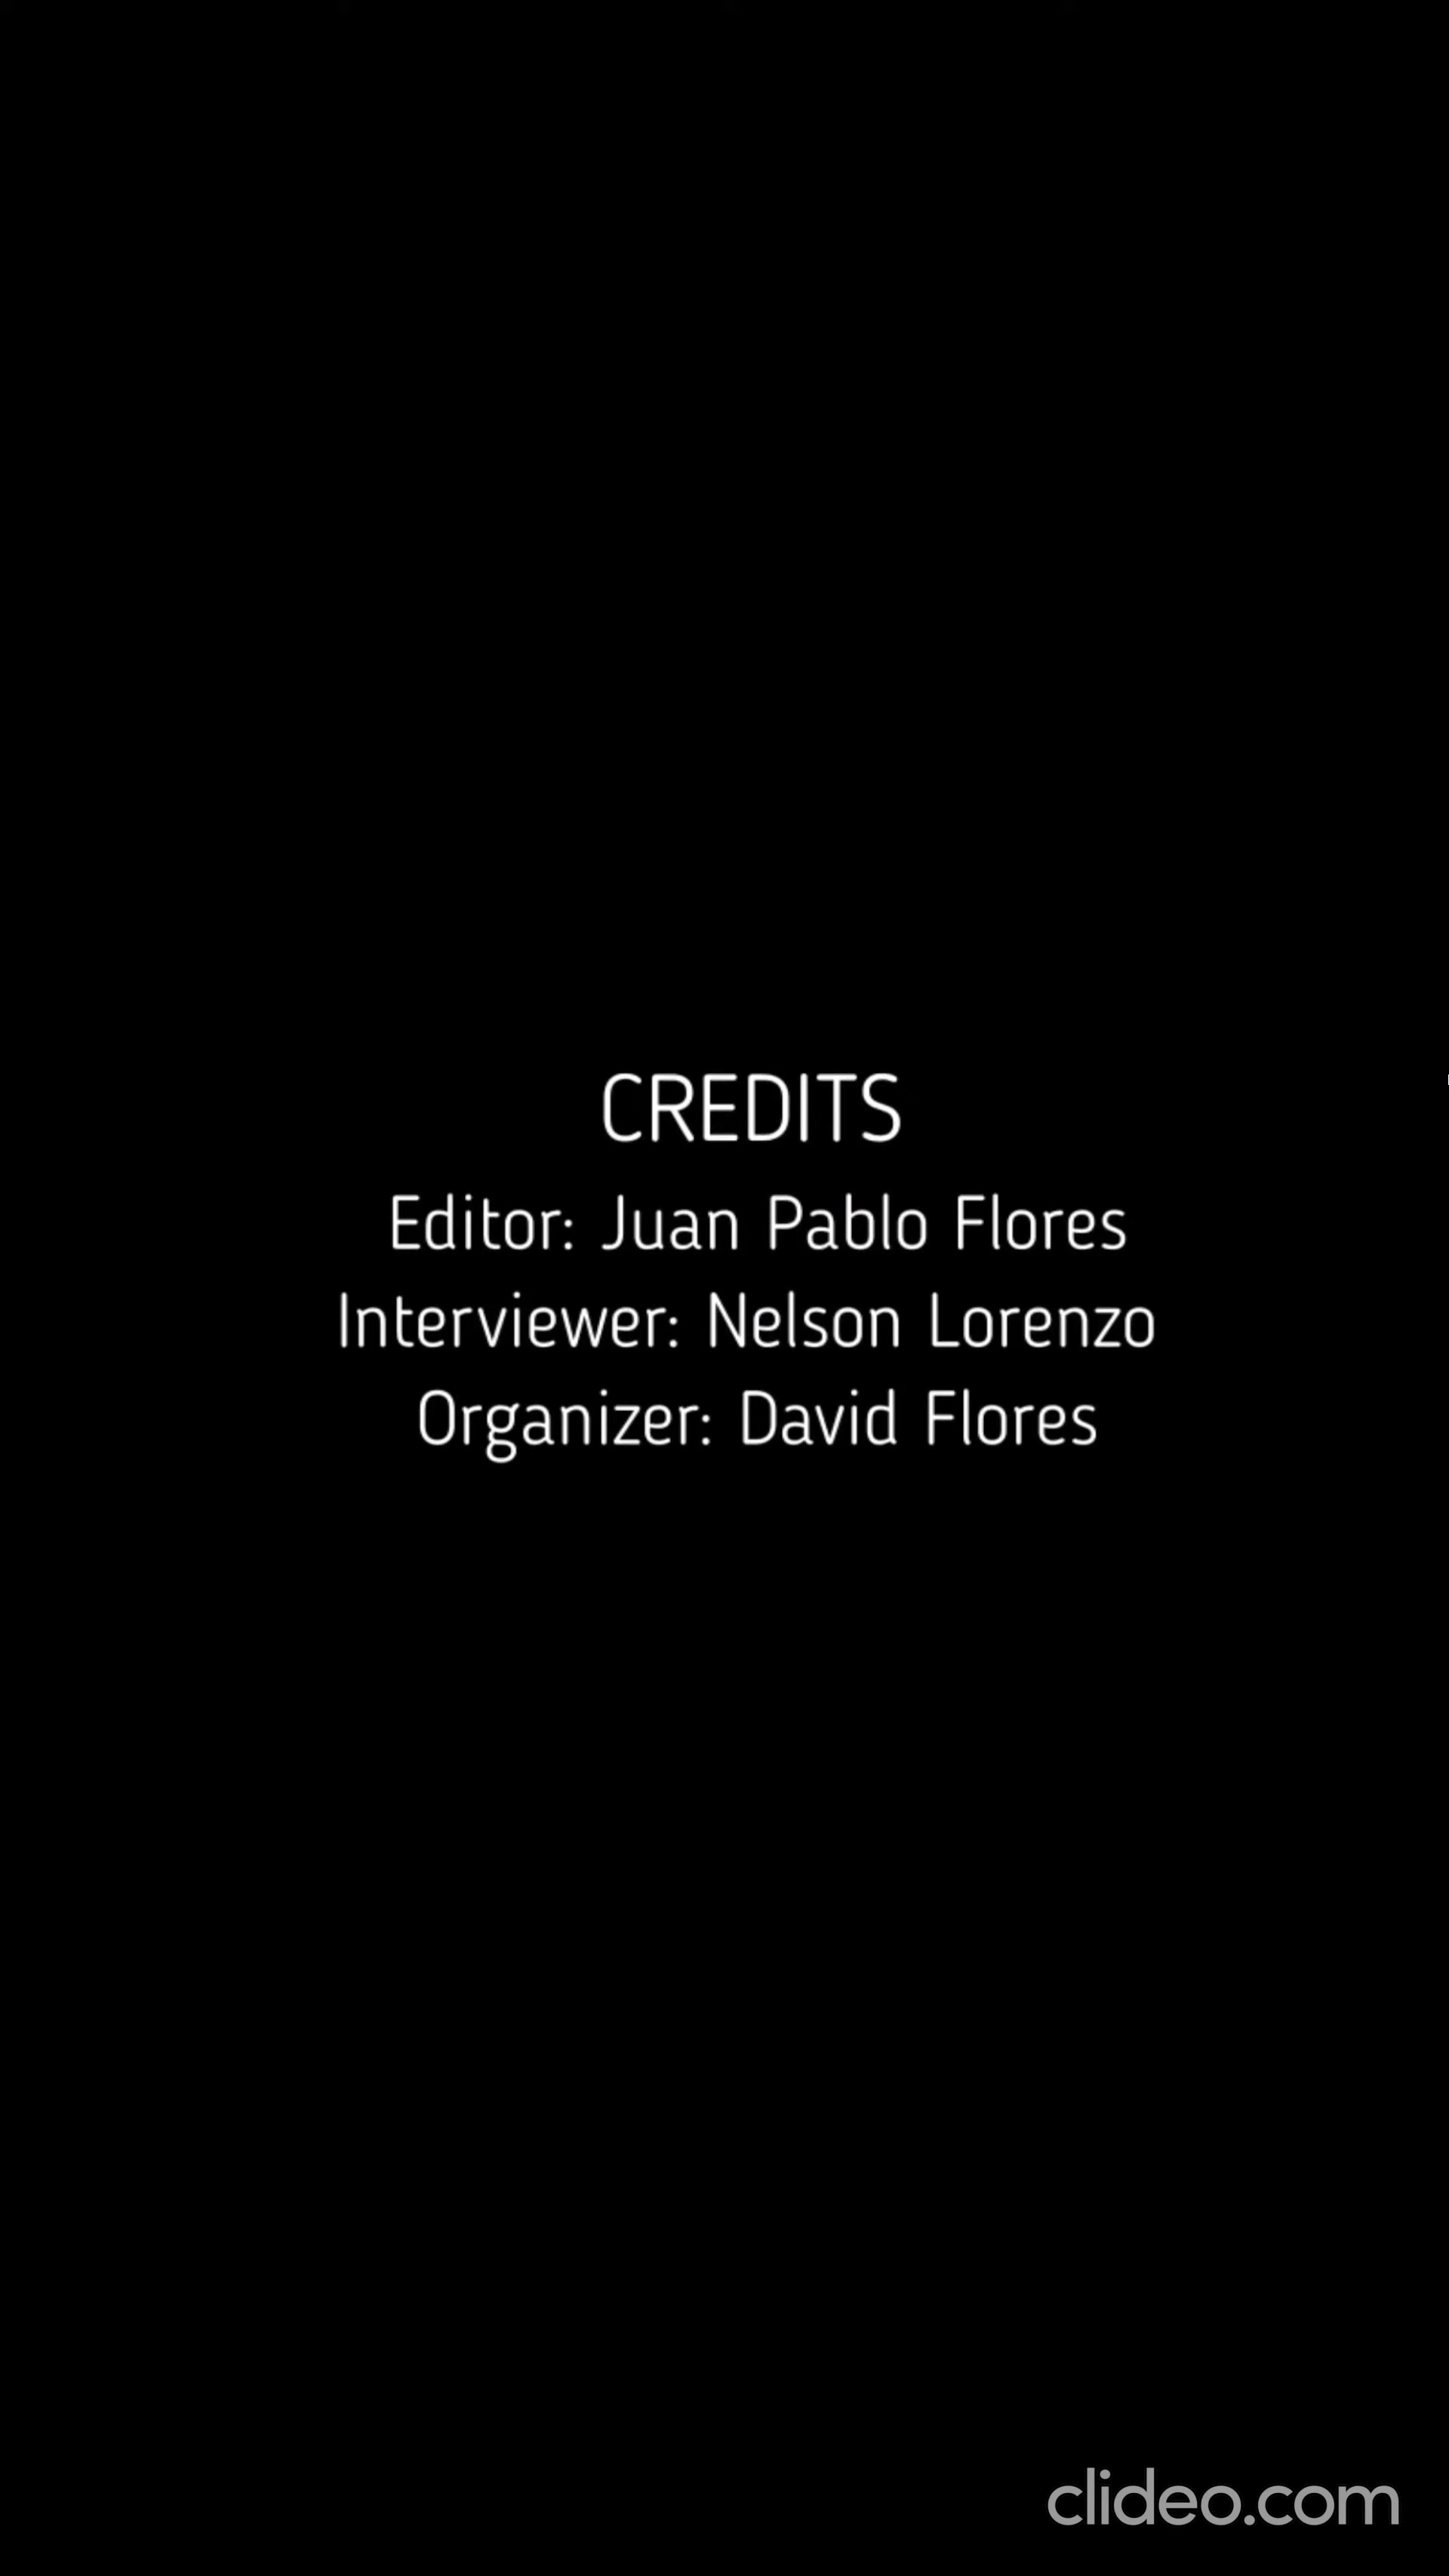 CREDITS
Editor: Juan Pablo Flores
Interviewer: Nelson Lorenzo
Organizer: David Flores
clideo.com